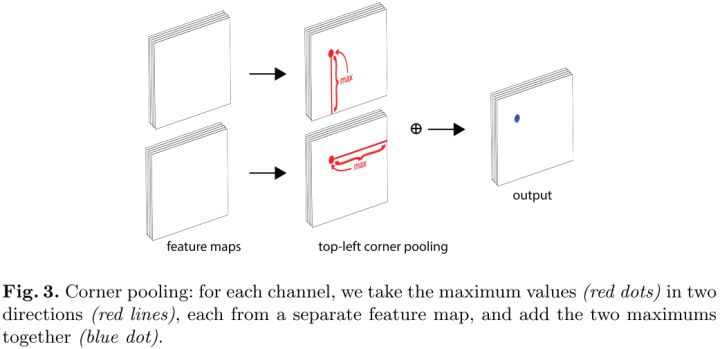 max
max
⊕
output
feature maps
top-left corner pooling
Fig. 3. Corner pooling: for each channel, we take the maximum values (red dots) in two
directions (red lines), each from a separate feature map, and add the two maximums
together (blue dot).